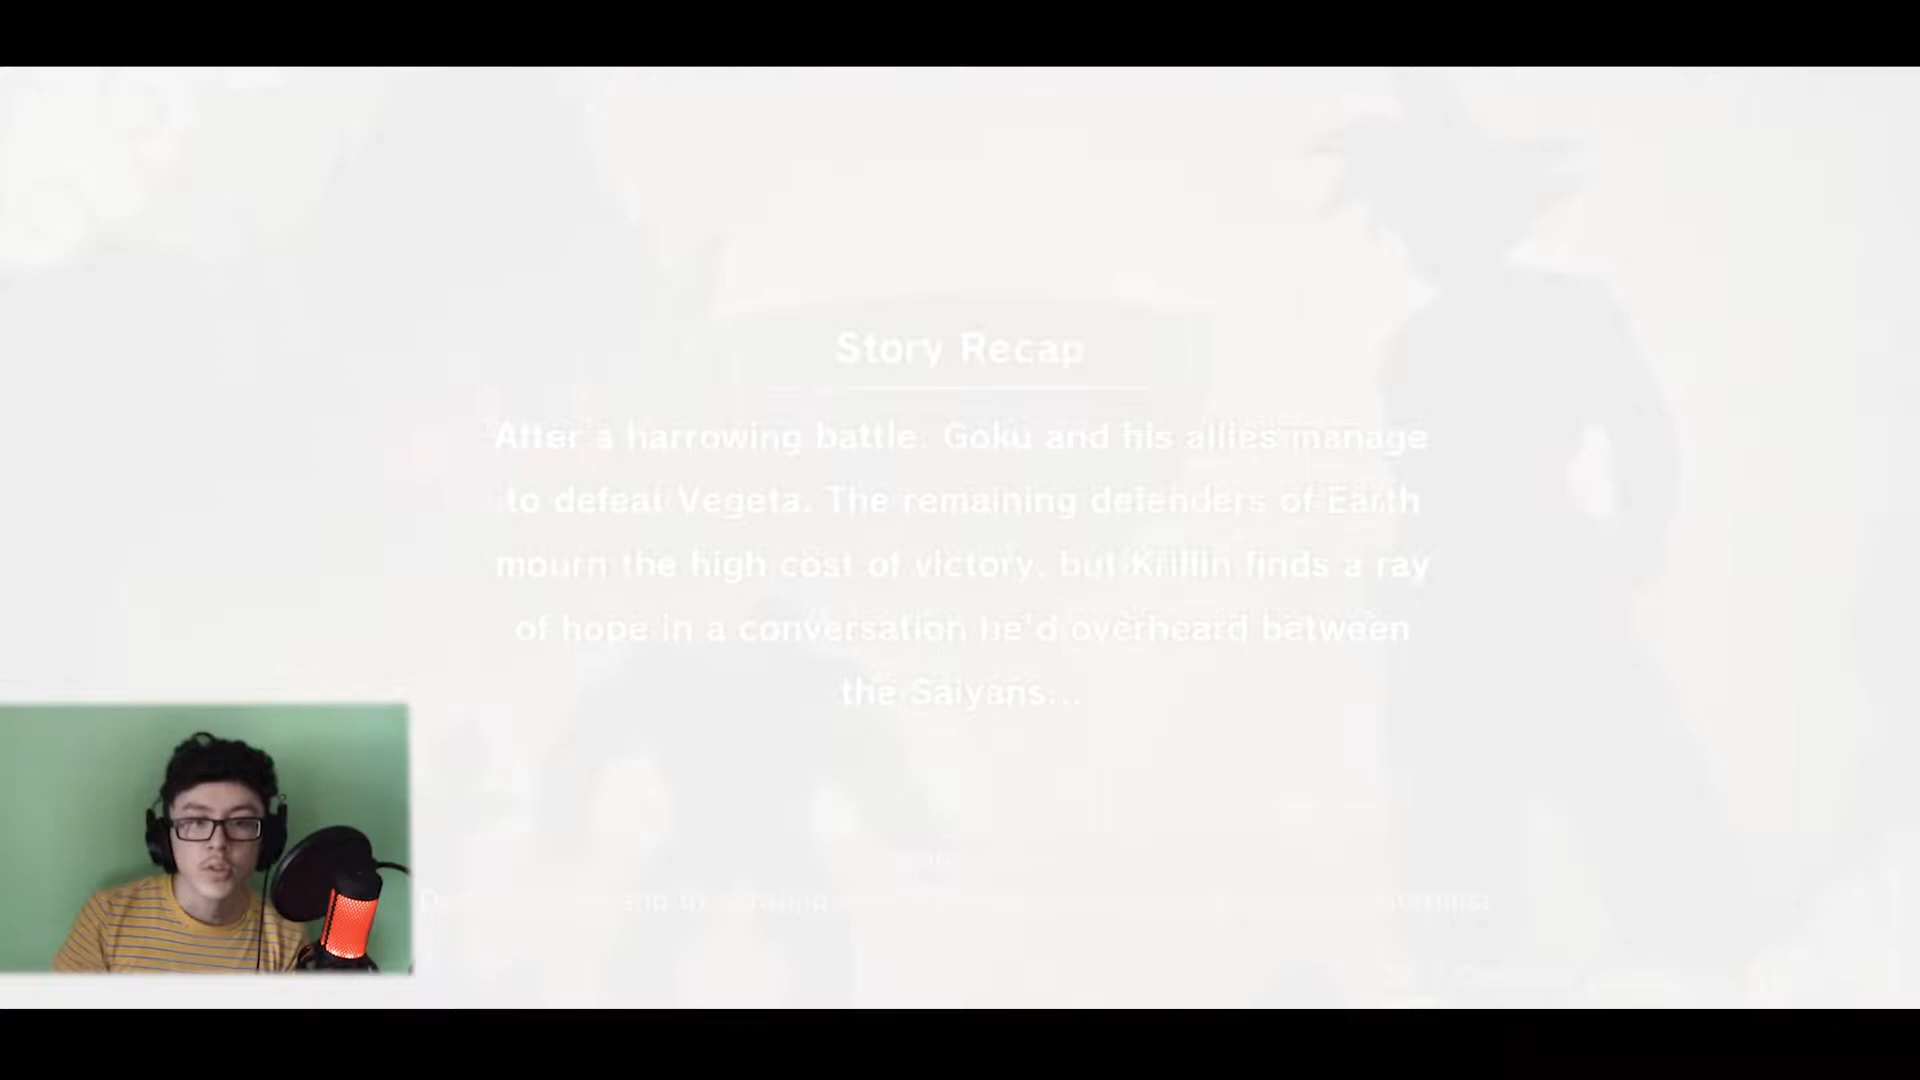 Story Recap
After a harrowing battle, Goku and his allies manage
to defeat Vegeta. The remaining defenders of Earth
mourn the high cost of victory, but Krillin finds a ray
of hope in a conversation he'd overheard between
the Saiyans...